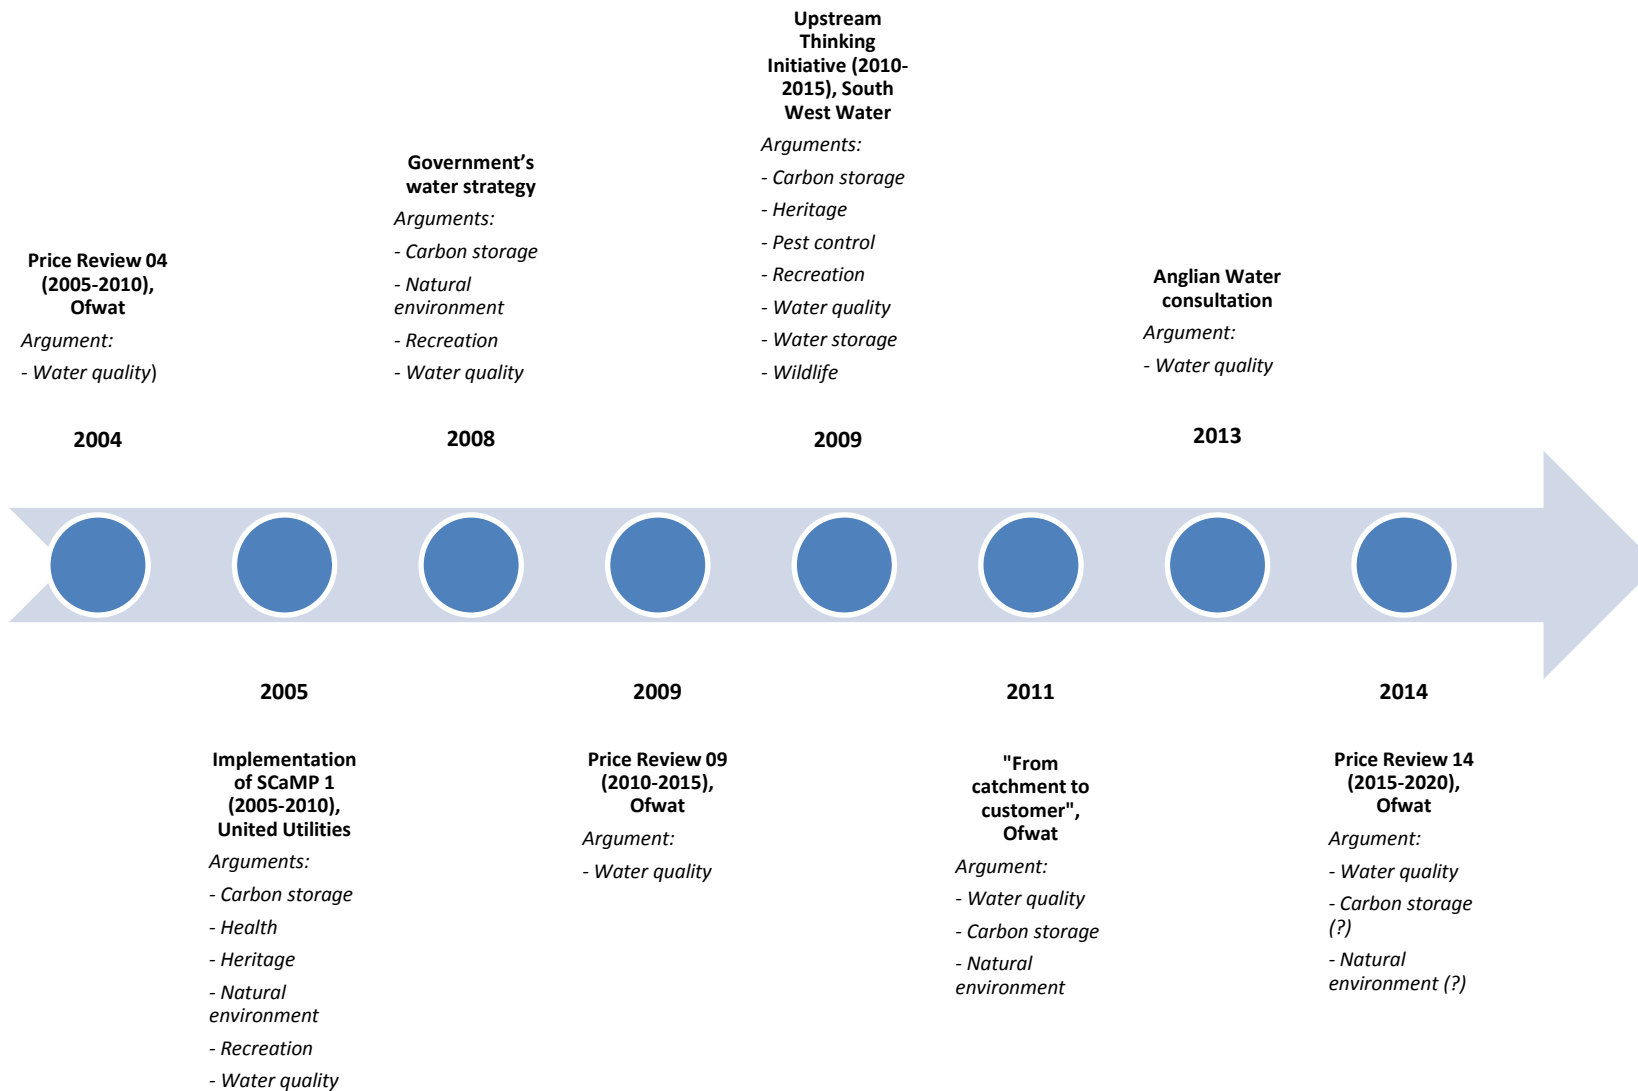 Price Review 04
(2005-2010),
Ofwat
Argument:
- Water quality)
2004
Government’s
water strategy
Arguments:
- Carbon storage
- Natural
environment
- Recreation
- Water quality
2008
Upstream
Thinking
Initiative (2010-
2015), South
West Water
Arguments:
- Carbon storage
- Heritage
- Pest control
- Recreation
- Water quality
- Water storage
- Wildlife
2009
Anglian Water
consultation
Argument:
- Water quality
2013
2005
Implementation
of SCaMP 1
(2005-2010),
United Utilities
Arguments:
- Carbon storage
- Health
- Heritage
- Natural
environment
- Recreation
- Water quality
2009
Price Review 09
(2010-2015),
Ofwat
Argument:
- Water quality
2011
"From
catchment to
customer",
Ofwat
Argument:
- Water quality
- Carbon storage
- Natural
environment
2014
Price Review 14
(2015-2020),
Ofwat
Argument:
- Water quality
- Carbon storage
(?)
- Natural
environment (?)